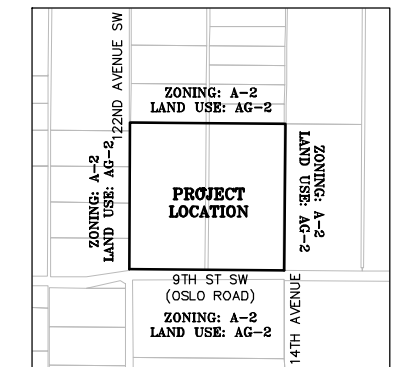 122ND AVENUE SW
ZONING: A-2
LAND USE: AG-2
ZONING: A-2
LAND USE: AG-2
PROJECT
LOCATION
ZONING: A-2
LAND USE: AG-2
9TH ST SW
(OSLO ROAD)
ZONING: A-2
LAND USE: AG-2
14TH AVENUE